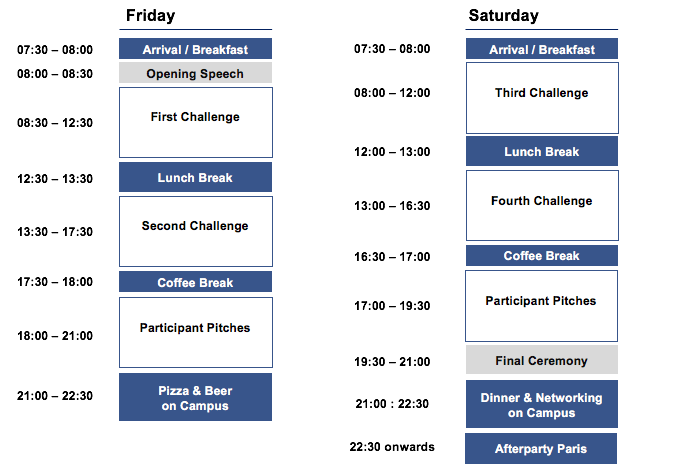 Friday
07:30 – 08:00 Arrival / Breakfast
08:00 – 08:30 Opening Speech
08:30 – 12:30 First Challenge
12:30 – 13:30 Lunch Break
13:30 – 17:30 Second Challenge
17:30 – 18:00 Coffee Break
18:00 – 21:00 Participant Pitches
21:00 – 22:30 Pizza & Beer
on Campus
Saturday
07:30 – 08:00 Arrival / Breakfast
08:00 – 12:00 Third Challenge
12:00 – 13:00 Lunch Break
13:00 – 16:30 Fourth Challenge
16:30 – 17:00 Coffee Break
17:00 – 19:30 Participant Pitches
19:30 – 21:00 Final Ceremony
21:00 : 22:30 Dinner & Networking
on Campus
22:30 onwards Afterparty Paris